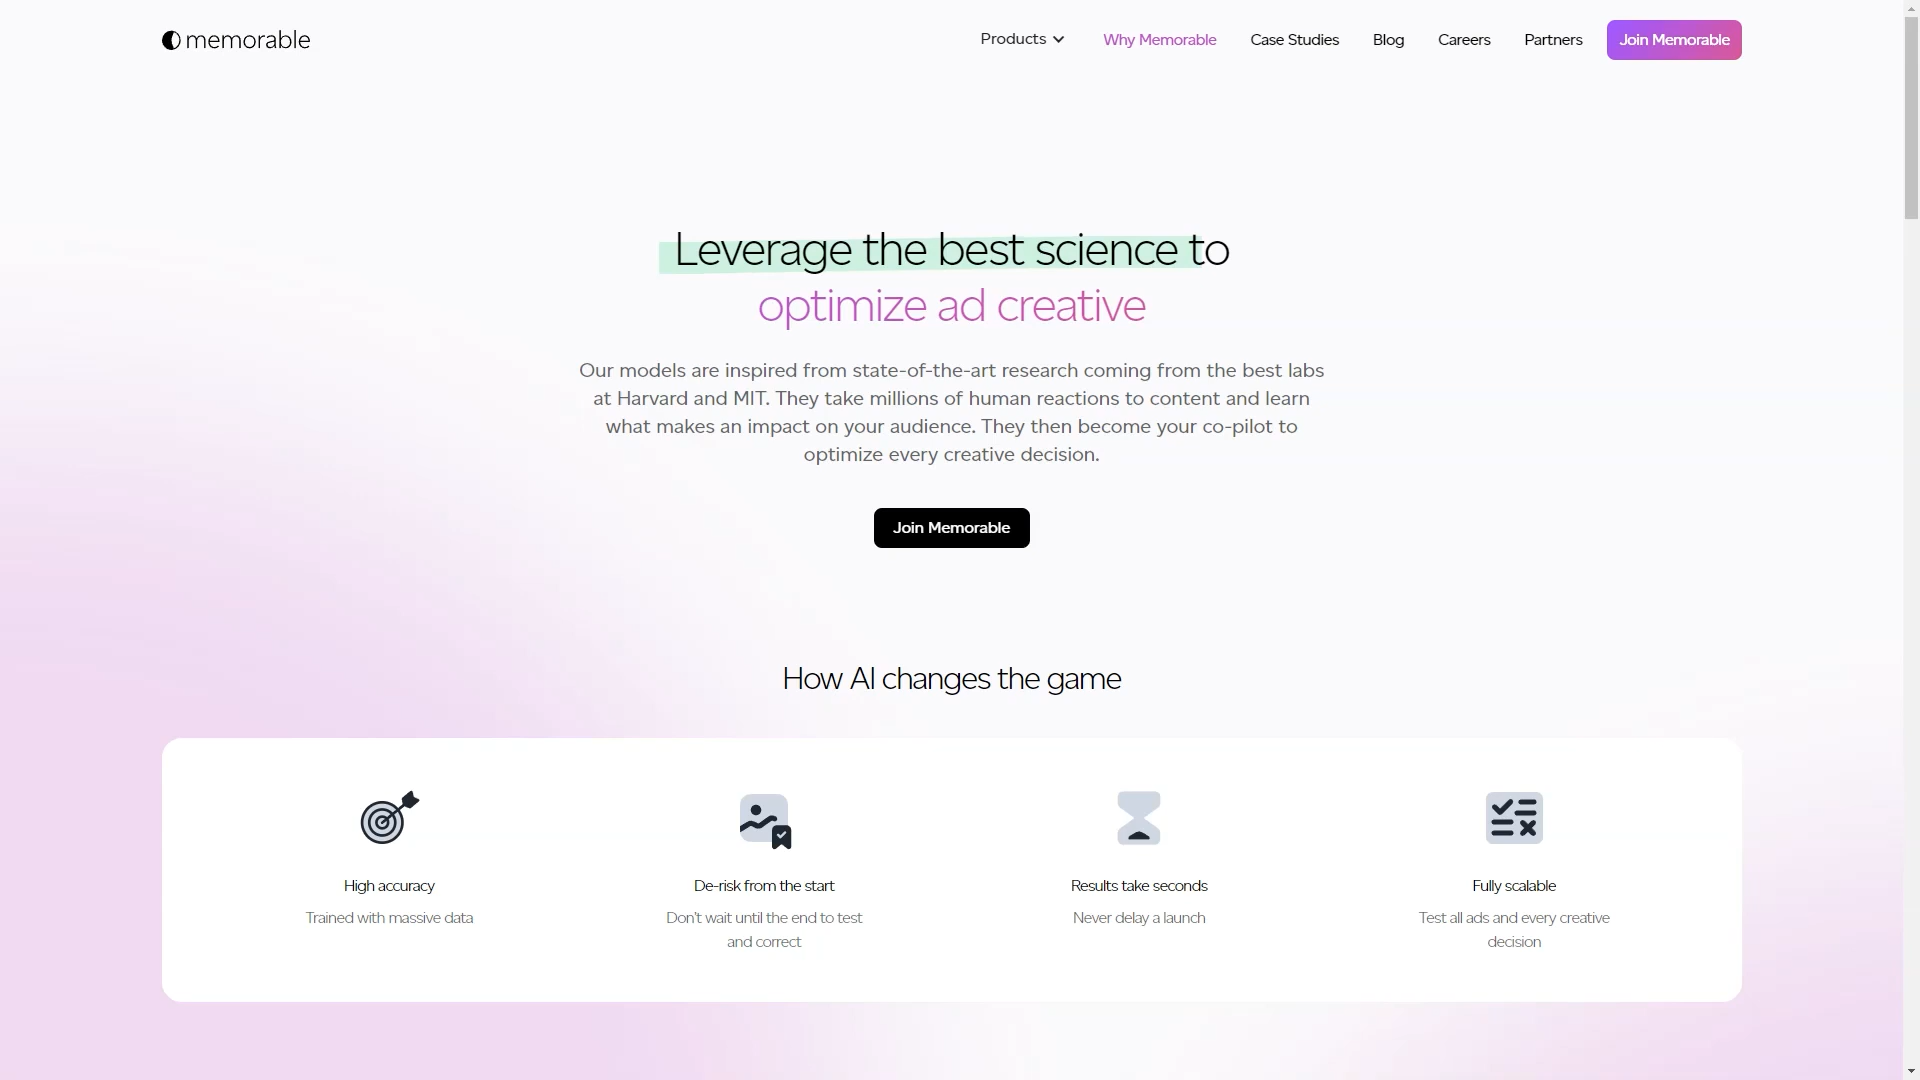 memorable
Products
Why Memorable
Case Studies
Blog
Careers
Partners
Join Memorable
Leverage the best science to
optimize ad creative
Our models are inspired from state-of-the-art research coming from the best labs
at Harvard and MIT. They take millions of human reactions to content and learn
what makes an impact on your audience. They then become your co-pilot to
optimize every creative decision.
Join Memorable
How AI changes the game
High accuracy
Trained with massive data
De-risk from the start
Don't wait until the end to test
and correct
Results take seconds
Never delay a launch
Fully scalable
Test all ads and every creative
decision